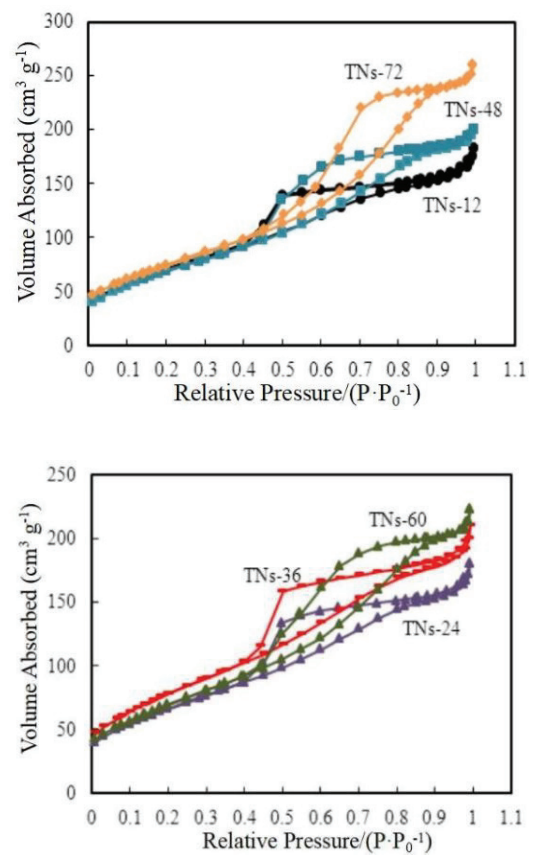 300
250
200
150
100
50
0
Volume Absorbed (cm³ g⁻¹)
TNs-72
TNs-48
TNs-12
0 0.1 0.2 0.3 0.4 0.5 0.6 0.7 0.8 0.9 1 1.1
Relative Pressure/(P·P₀⁻¹)
250
200
150
100
50
0
Volume Absorbed (cm³ g⁻¹)
TNs-60
TNs-36
TNs-24
0 0.1 0.2 0.3 0.4 0.5 0.6 0.7 0.8 0.9 1 1.1
Relative Pressure/(P·P₀⁻¹)